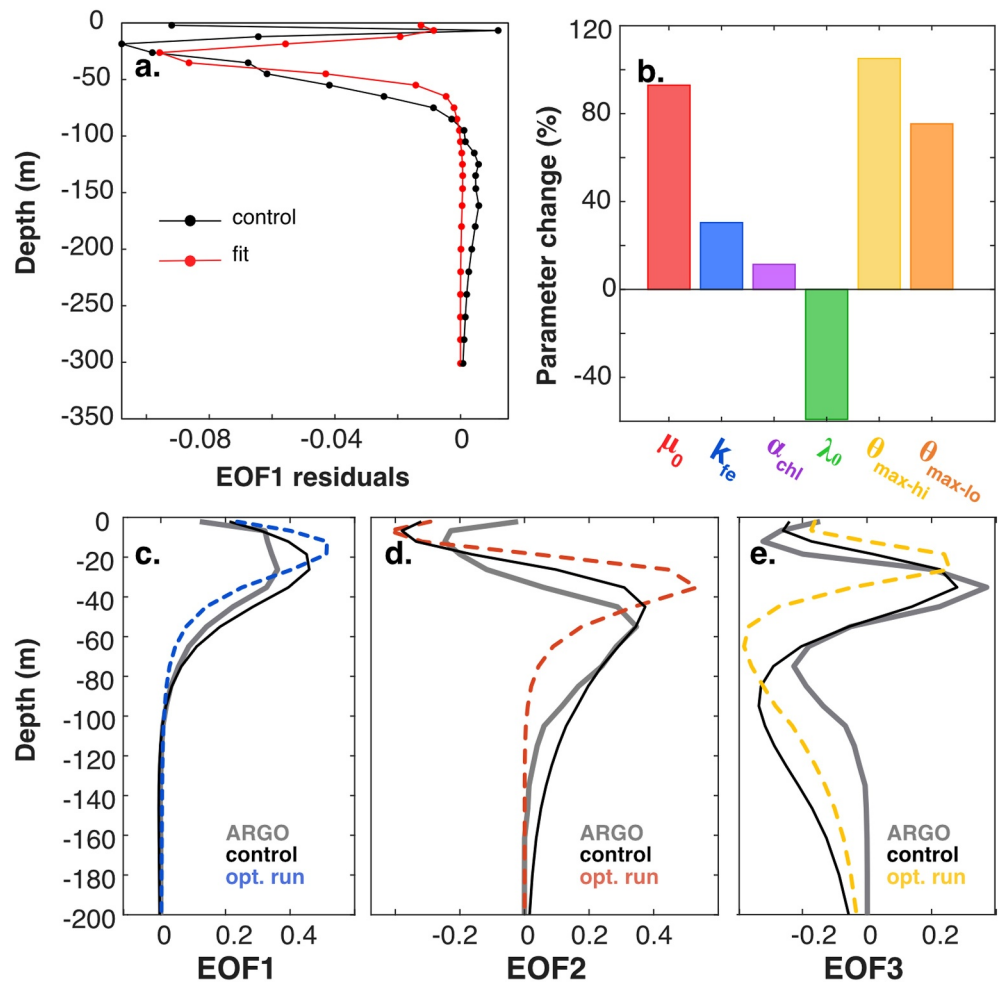 0
-50
-100
-150
-200
-250
-300
-350
Depth (m)
a.
control
fit
-0.08
-0.04
0
EOF1 residuals
120
80
40
0
-40
Parameter change (%)
b.
μ0
kfe
αchl
λ0
θmax-hi
θmax-lo
0
-20
-40
-60
-80
-100
-120
-140
-160
-180
-200
Depth (m)
c.
ARGO
control
opt. run
0
0.2
0.4
EOF1
d.
ARGO
control
opt. run
-0.2
0
0.2
0.4
EOF2
e.
ARGO
control
opt. run
-0.2
0
0.2
EOF3